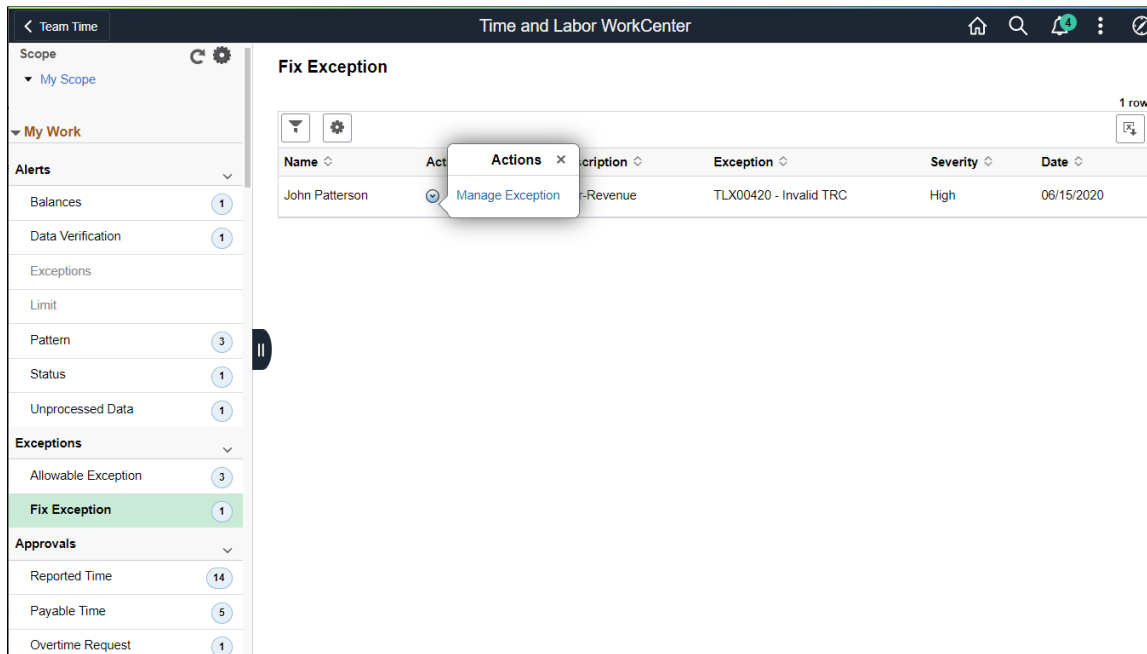 Team Time
Time and Labor WorkCenter
4
Scope
My Scope
My Work
Alerts
Balances 1
Data Verification 1
Exceptions
Limit
Pattern 3
Status 1
Unprocessed Data 1
Exceptions
Allowable Exception 3
Fix Exception 1
Approvals
Reported Time 14
Payable Time 5
Overtime Request 1
Fix Exception
1 row
Name Act Actions × cription Exception Severity Date
John Patterson Manage Exception r-Revenue TLX00420 - Invalid TRC High 06/15/2020